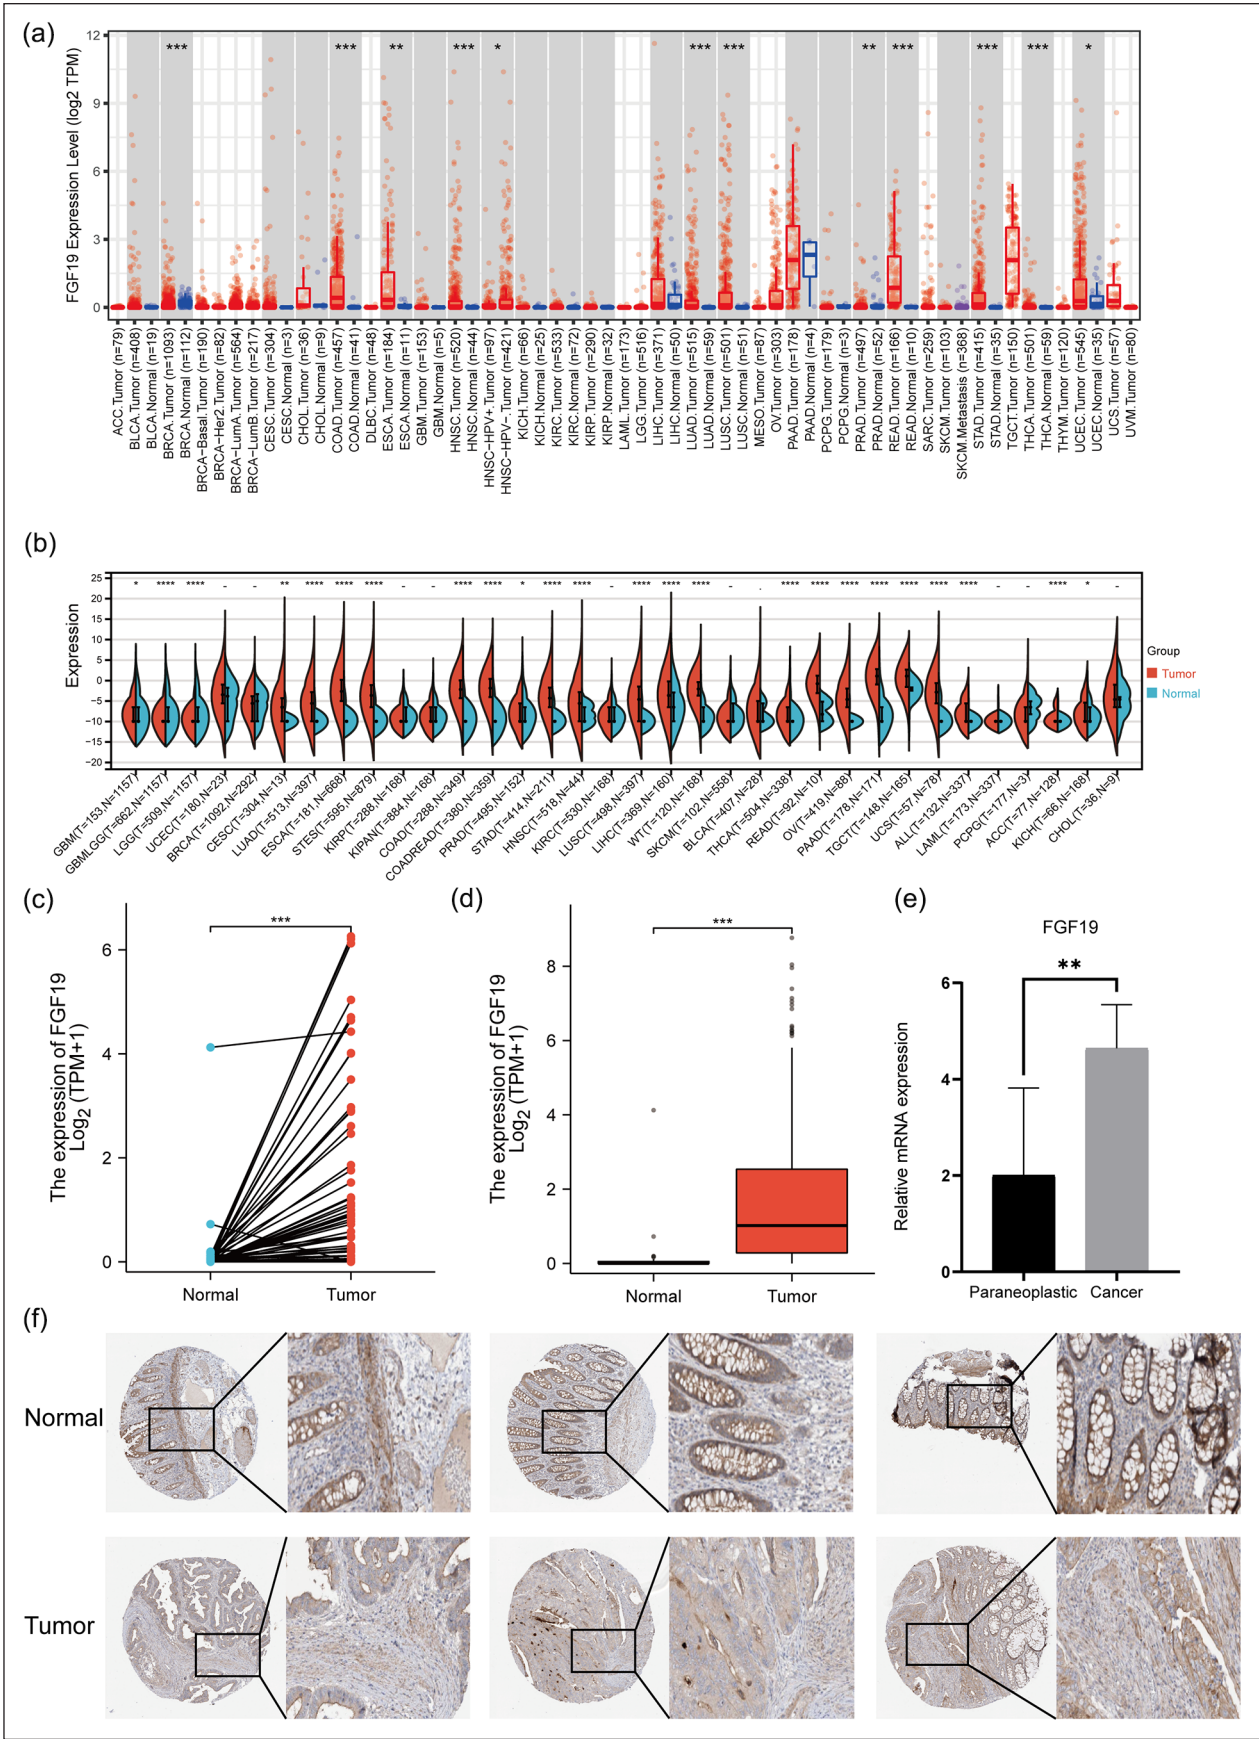 (a)
FGF19 Expression Level (log2 TPM)
12
9
6
3
0
*** *** ** *** * *** *** ** *** *** *** *
ACC.Tumor (n=79)
BLCA.Tumor (n=408)
BLCA.Normal (n=19)
BRCA.Tumor (n=1093)
BRCA.Normal (n=112)
BRCA-Basal.Tumor (n=190)
BRCA-Her2.Tumor (n=82)
BRCA-LumA.Tumor (n=564)
BRCA-LumB.Tumor (n=217)
CESC.Tumor (n=304)
CESC.Normal (n=3)
CHOL.Tumor (n=36)
CHOL.Normal (n=9)
COAD.Tumor (n=457)
COAD.Normal (n=41)
DLBC.Tumor (n=48)
ESCA.Tumor (n=184)
ESCA.Normal (n=11)
GBM.Tumor (n=153)
GBM.Normal (n=5)
HNSC.Tumor (n=520)
HNSC.Normal (n=44)
HNSC-HPV+.Tumor (n=97)
HNSC-HPV-.Tumor (n=421)
KICH.Tumor (n=66)
KICH.Normal (n=25)
KIRC.Tumor (n=533)
KIRC.Normal (n=72)
KIRP.Tumor (n=290)
KIRP.Normal (n=32)
LAML.Tumor (n=173)
LGG.Tumor (n=516)
LIHC.Tumor (n=371)
LIHC.Normal (n=50)
LUAD.Tumor (n=515)
LUAD.Normal (n=59)
LUSC.Tumor (n=501)
LUSC.Normal (n=51)
MESO.Tumor (n=87)
OV.Tumor (n=303)
PAAD.Tumor (n=178)
PAAD.Normal (n=4)
PCPG.Tumor (n=179)
PCPG.Normal (n=3)
PRAD.Tumor (n=497)
PRAD.Normal (n=52)
READ.Tumor (n=166)
READ.Normal (n=10)
SARC.Tumor (n=259)
SKCM.Tumor (n=103)
SKCM.Metastasis (n=368)
STAD.Tumor (n=415)
STAD.Normal (n=35)
TGCT.Tumor (n=150)
THCA.Tumor (n=501)
THCA.Normal (n=59)
THYM.Tumor (n=120)
UCEC.Tumor (n=545)
UCEC.Normal (n=35)
UCS.Tumor (n=57)
UVM.Tumor (n=80)
(b)
Expression
25
20
15
10
5
0
-5
-10
-15
-20
* **** **** - - ** **** **** **** - - **** **** * **** **** - **** **** **** - - **** **** **** **** **** **** **** - - **** * -
GBM(T=153,N=1157)
GBMLGG(T=662,N=1157)
LGG(T=509,N=1157)
UCEC(T=180,N=23)
BRCA(T=1092,N=292)
CESC(T=304,N=13)
LUAD(T=513,N=397)
ESCA(T=181,N=668)
STES(T=595,N=879)
KIRP(T=288,N=168)
KIPAN(T=884,N=168)
COAD(T=288,N=349)
COADREAD(T=380,N=359)
PRAD(T=495,N=152)
STAD(T=414,N=211)
HNSC(T=518,N=44)
KIRC(T=530,N=168)
LUSC(T=498,N=397)
LIHC(T=369,N=160)
WT(T=120,N=168)
SKCM(T=102,N=558)
BLCA(T=407,N=28)
THCA(T=504,N=338)
READ(T=92,N=10)
OV(T=419,N=88)
PAAD(T=178,N=171)
TGCT(T=148,N=165)
UCS(T=57,N=78)
ALL(T=132,N=337)
LAML(T=173,N=337)
PCPG(T=177,N=3)
ACC(T=77,N=128)
KICH(T=66,N=168)
CHOL(T=36,N=9)
Group
Tumor
Normal
(c)
The expression of FGF19
Log2 (TPM+1)
6
4
2
0
***
Normal
Tumor
(d)
The expression of FGF19
Log2 (TPM+1)
8
6
4
2
0
***
Normal
Tumor
(e)
FGF19
**
Relative mRNA expression
6
4
2
0
Paraneoplastic
Cancer
(f)
Normal
Tumor